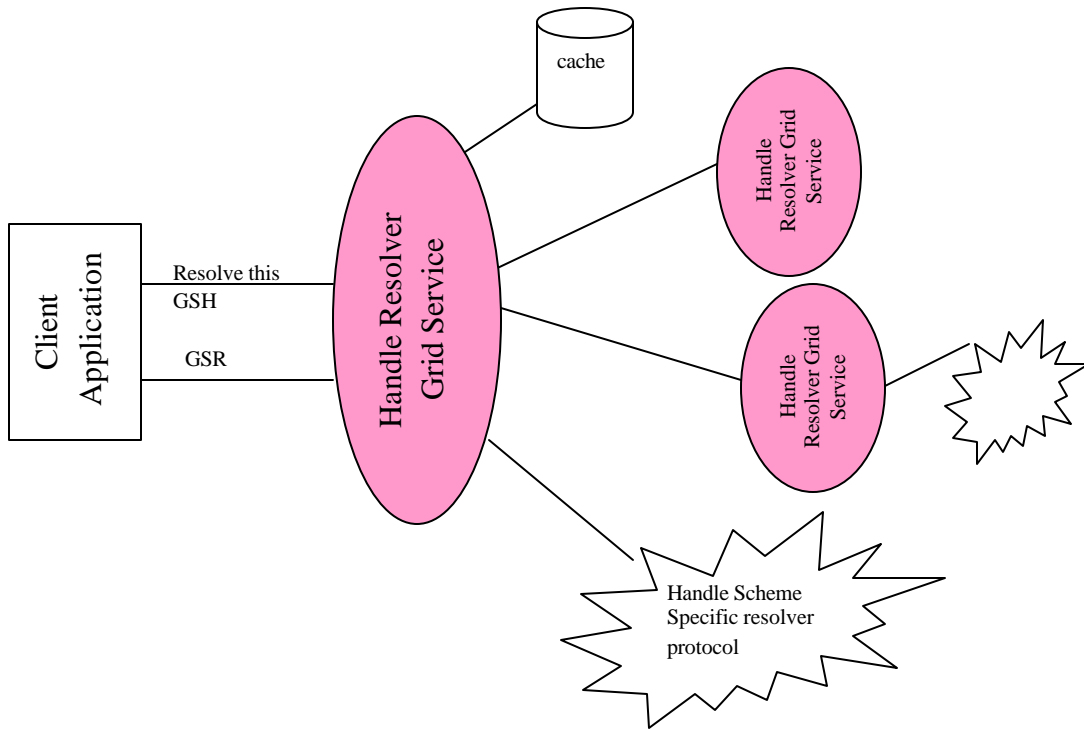 cache
Handle
Resolver Grid
Service
Client
Application
Resolve this
GSH
GSR
Handle Resolver
Grid Service
Handle
Resolver Grid
Service
Handle Scheme
Specific resolver
protocol